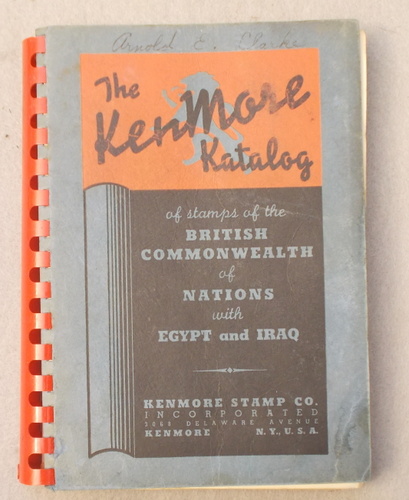 Arnold E. Clarke
The
KenMore
Katalog
of stamps of the
BRITISH
COMMONWEALTH
of
NATIONS
with
EGYPT and IRAQ
KENMORE STAMP CO.
INCORPORATED
DELAWARE AVENUE
KENMORE N.Y., U.S.A.